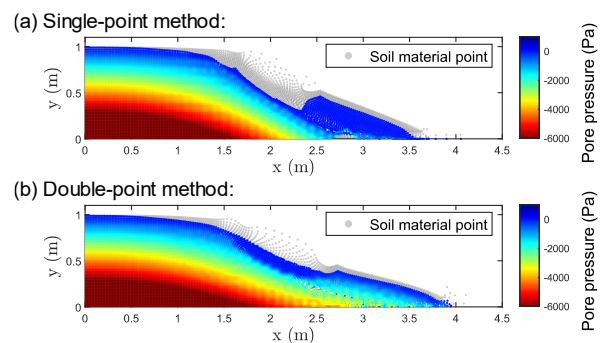 (a) Single-point method:
1
0.5
0
y (m)
Soil material point
0 0.5 1 1.5 2 2.5 3 3.5 4 4.5
x (m)
0
-2000
-4000
-6000
Pore pressure (Pa)
(b) Double-point method:
1
0.5
0
y (m)
Soil material point
0 0.5 1 1.5 2 2.5 3 3.5 4 4.5
x (m)
0
-2000
-4000
-6000
Pore pressure (Pa)